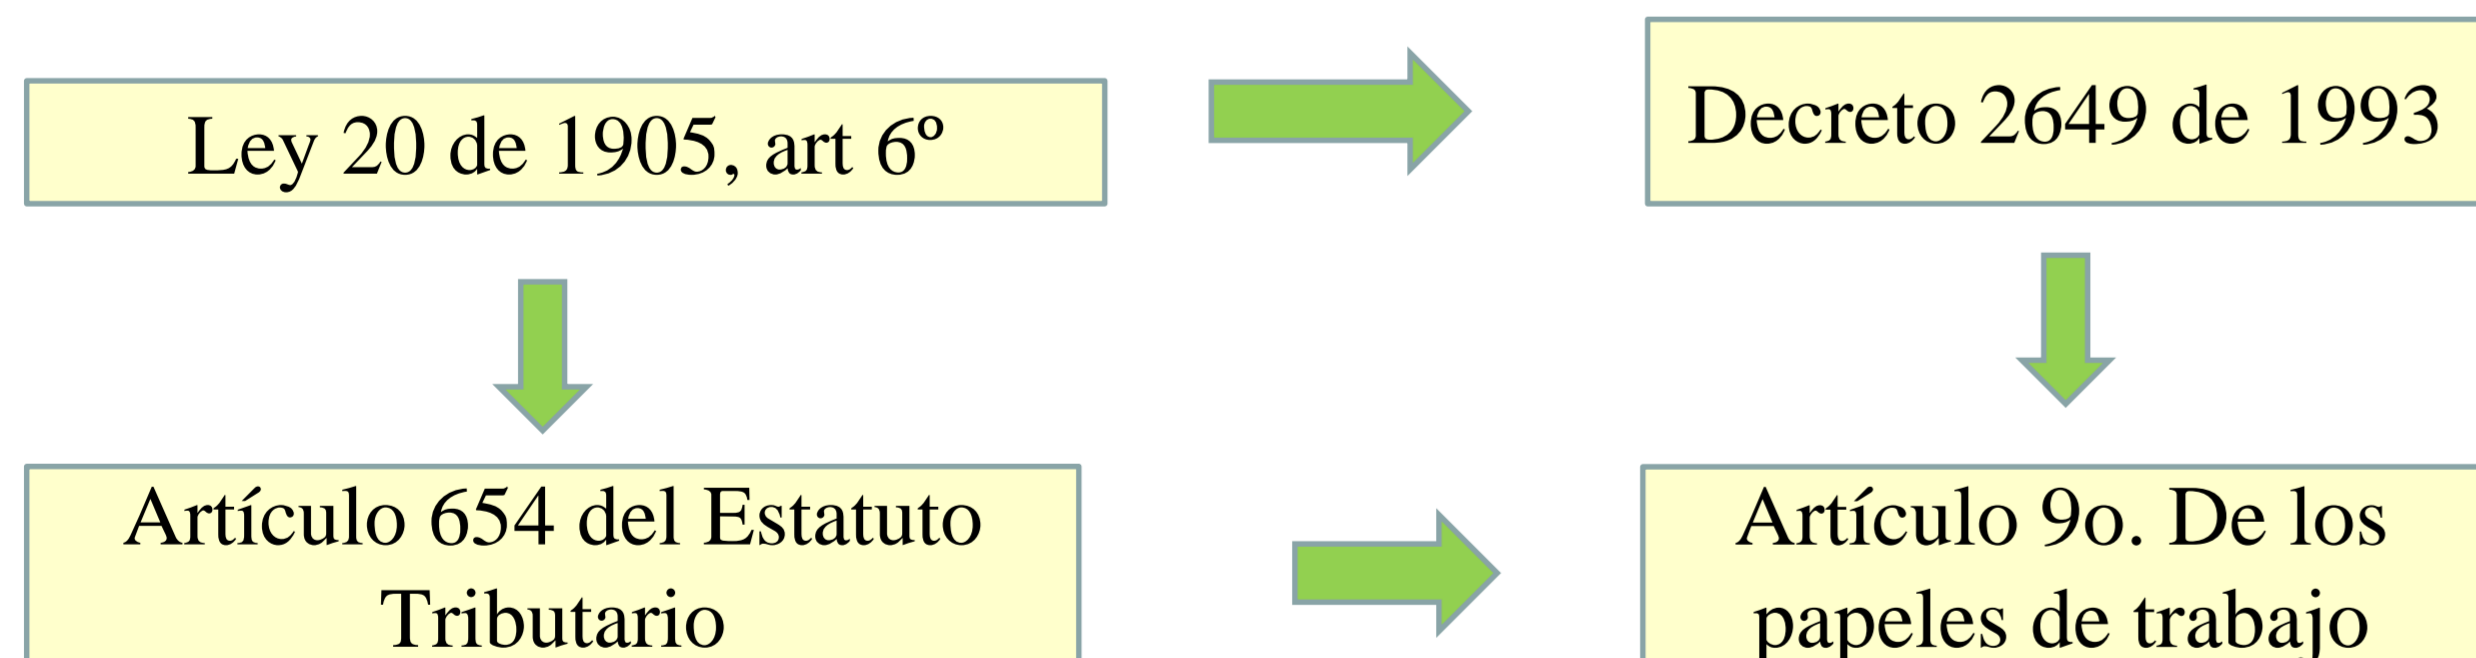 Ley 20 de 1905, art 6º
Decreto 2649 de 1993
Artículo 654 del Estatuto
Tributario
Artículo 9o. De los
papeles de trabajo